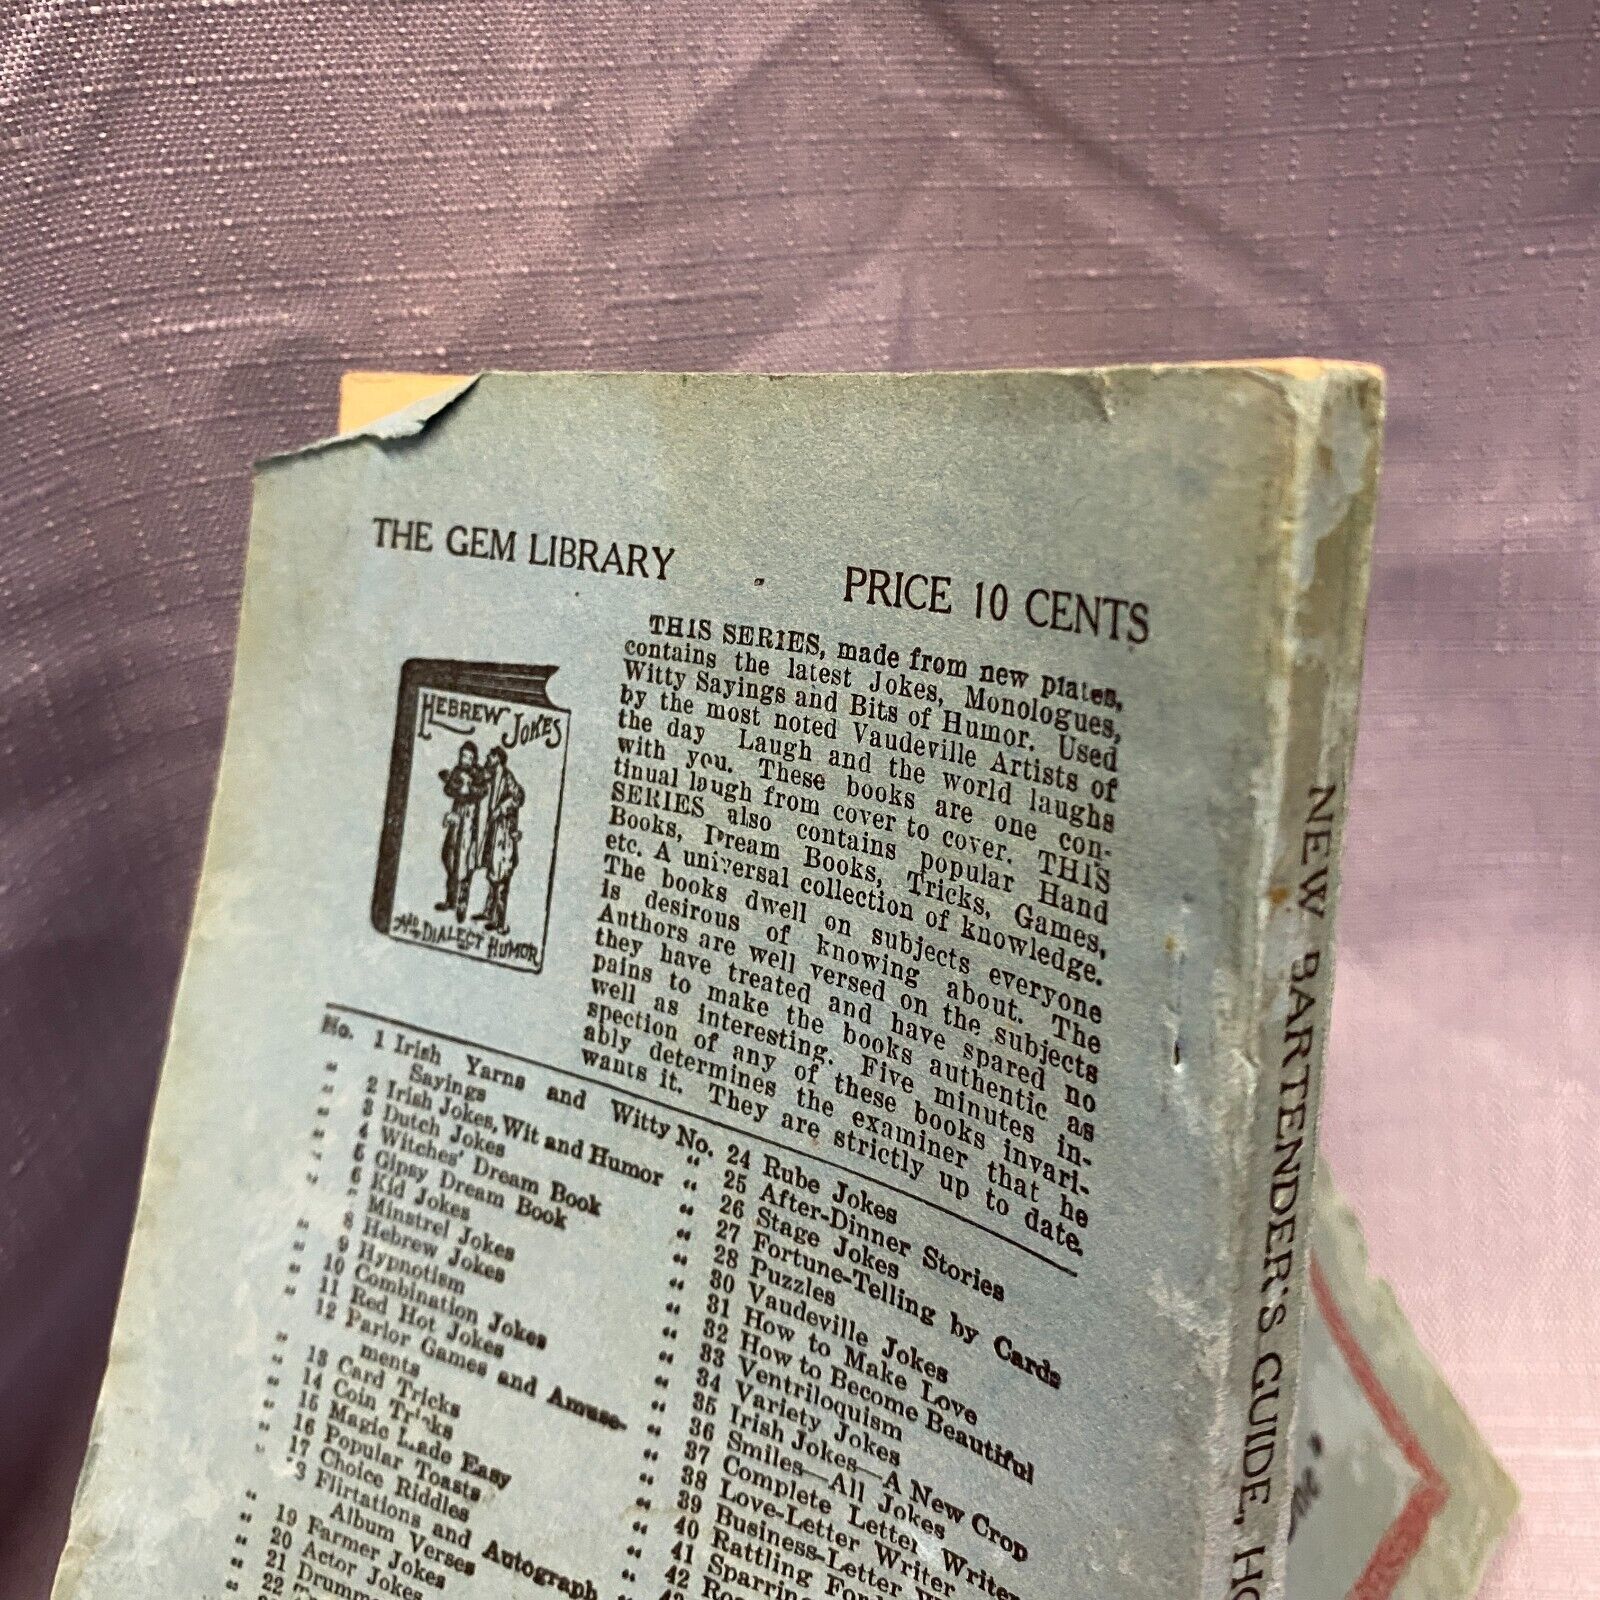 THE GEM LIBRARY . PRICE 10 CENTS
HEBREW JOKES
AND DIALECT HUMOR
THIS SERIES, made from new plates,
contains the latest Jokes, Monologues,
Witty Sayings and Bits of Humor. Used
by the most noted Vaudeville Artists of
the day Laugh and the world laughs
with you. These books are one con-
tinual laugh from cover to cover. THIS
SERIES also contains popular Hand
Books, Dream Books, Tricks, Games,
etc. A universal collection of knowledge.
The books dwell on subjects everyone
is desirous of knowing about. The
Authors are well versed on the subjects
they have treated and have spared no
pains to make the books authentic as
well as interesting. Five minutes in-
spection of any of these books invari-
ably determines the examiner that he
wants it. They are strictly up to date.
No. 1 Irish Yarns and Witty
Sayings
" 2 Irish Jokes, Wit and Humor
" 3 Dutch Jokes
" 4 Witches' Dream Book
" 5 Gipsy Dream Book
" 6 Kid Jokes
" Minstrel Jokes
" 8 Hebrew Jokes
" 9 Hypnotism
" 10 Combination Jokes
" 11 Red Hot Jokes
" 12 Parlor Games and Amuse-
ments
" 13 Card Tricks
" 14 Coin Tricks
" 15 Magic Made Easy
" 16 Popular Toasts
" 17 Choice Riddles
" 18 Flirtations and Autograph
Album Verses
" 19 Farmer Jokes
" 20 Actor Jokes
" 21 Drumme
" 22
No. 24 Rube Jokes
" 25 After-Dinner Stories
" 26 Stage Jokes
" 27 Fortune-Telling by Cards
" 28 Puzzles
" 30 Vaudeville Jokes
" 31 How to Make Love
" 32 How to Become Beautiful
" 33 Ventriloquism
" 34 Variety Jokes
" 35 Irish Jokes—A New Crop
" 36 Smiles—All Jokes
" 37 Complete Letter Writer
" 38 Love-Letter Writer
" 39 Business-Letter W
" 40 Rattling
" 41 Sparrin
" 42
NEW BARTENDER'S GUIDE, HO